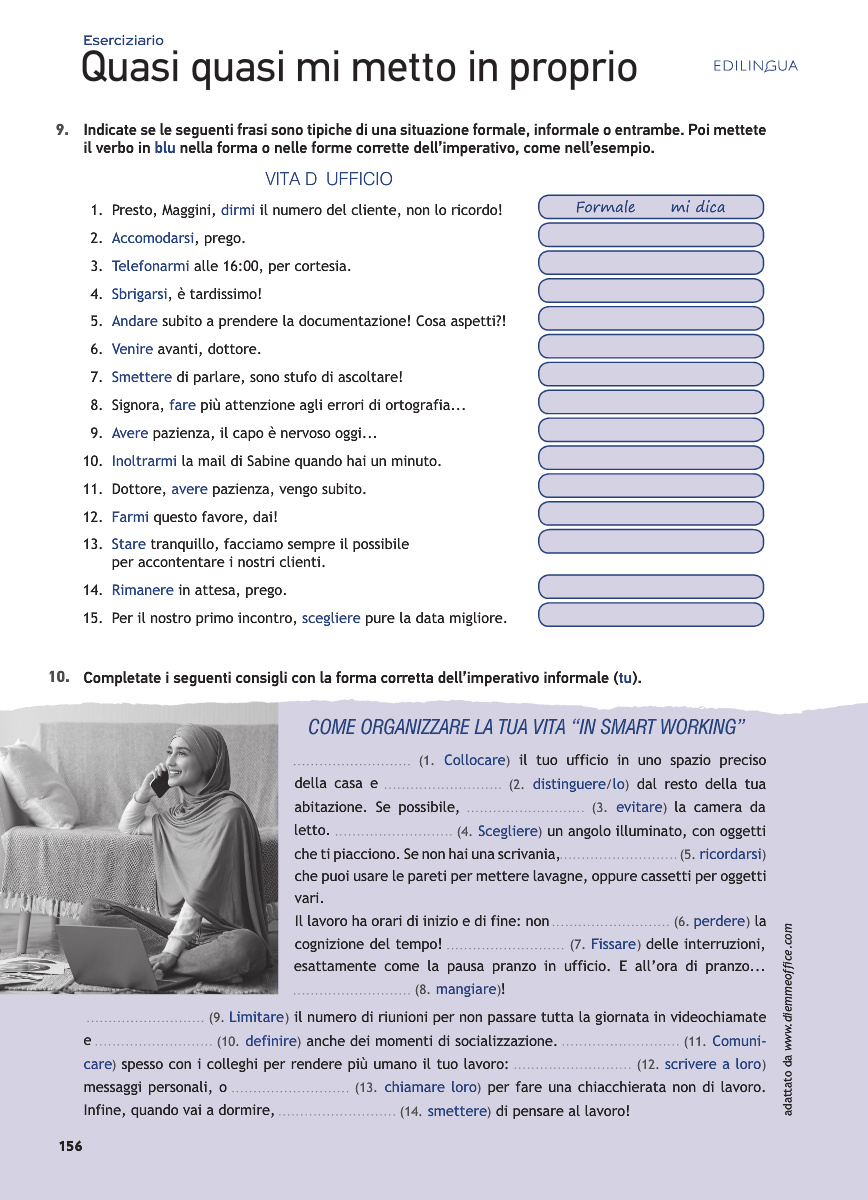 Eserciziario
Quasi quasi mi metto in proprio
EDILINGUA
9. Indicate se le seguenti frasi sono tipiche di una situazione formale, informale o entrambe. Poi mettete
il verbo in blu nella forma o nelle forme corrette dell'imperativo, come nell'esempio.
VITA D UFFICIO
1. Presto, Maggini, dirmi il numero del cliente, non lo ricordo!
Formale mi dica
2. Accomodarsi, prego.
3. Telefonarmi alle 16:00, per cortesia.
4. Sbrigarsi, è tardissimo!
5. Andare subito a prendere la documentazione! Cosa aspetti?!
6. Venire avanti, dottore.
7. Smettere di parlare, sono stufo di ascoltare!
8. Signora, fare più attenzione agli errori di ortografia...
9. Avere pazienza, il capo è nervoso oggi...
10. Inoltrarmi la mail di Sabine quando hai un minuto.
11. Dottore, avere pazienza, vengo subito.
12. Farmi questo favore, dai!
13. Stare tranquillo, facciamo sempre il possibile
per accontentare i nostri clienti.
14. Rimanere in attesa, prego.
15. Per il nostro primo incontro, scegliere pure la data migliore.
10. Completate i seguenti consigli con la forma corretta dell'imperativo informale (tu).
COME ORGANIZZARE LA TUA VITA "IN SMART WORKING"
.......................... (1. Collocare) il tuo ufficio in uno spazio preciso
della casa e .......................... (2. distinguere/lo) dal resto della tua
abitazione. Se possibile, .......................... (3. evitare) la camera da
letto. .......................... (4. Scegliere) un angolo illuminato, con oggetti
che ti piacciono. Se non hai una scrivania, .......................... (5. ricordarsi)
che puoi usare le pareti per mettere lavagne, oppure cassetti per oggetti
vari.
Il lavoro ha orari di inizio e di fine: non .......................... (6. perdere) la
cognizione del tempo! .......................... (7. Fissare) delle interruzioni,
esattamente come la pausa pranzo in ufficio. E all'ora di pranzo...
.......................... (8. mangiare)!
.......................... (9. Limitare) il numero di riunioni per non passare tutta la giornata in videochiamate
e .......................... (10. definire) anche dei momenti di socializzazione. .......................... (11. Comuni-
care) spesso con i colleghi per rendere più umano il tuo lavoro: .......................... (12. scrivere a loro)
messaggi personali, o .......................... (13. chiamare loro) per fare una chiacchierata non di lavoro.
Infine, quando vai a dormire, .......................... (14. smettere) di pensare al lavoro!
adattato da www.diemmeoffice.com
156